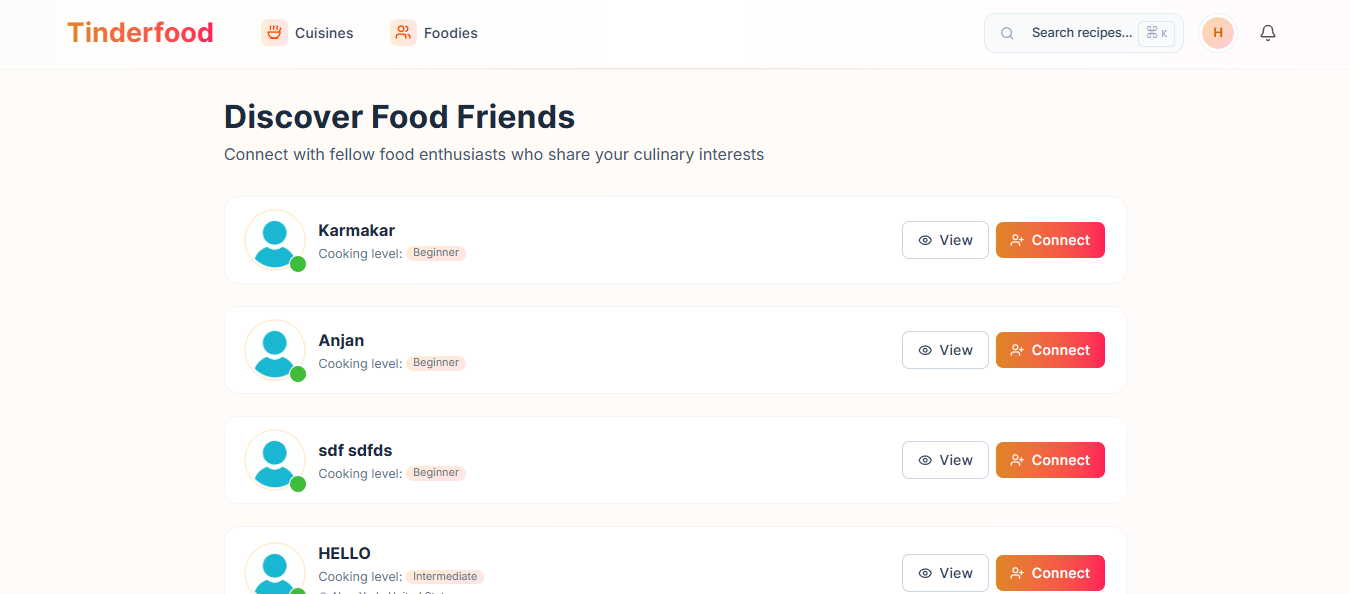 Tinderfood
Cuisines
Foodies
Search recipes...
⌘ K
H
Discover Food Friends
Connect with fellow food enthusiasts who share your culinary interests
Karmakar
Cooking level: Beginner
View
Connect
Anjan
Cooking level: Beginner
View
Connect
sdf sdfds
Cooking level: Beginner
View
Connect
HELLO
Cooking level: Intermediate
View
Connect